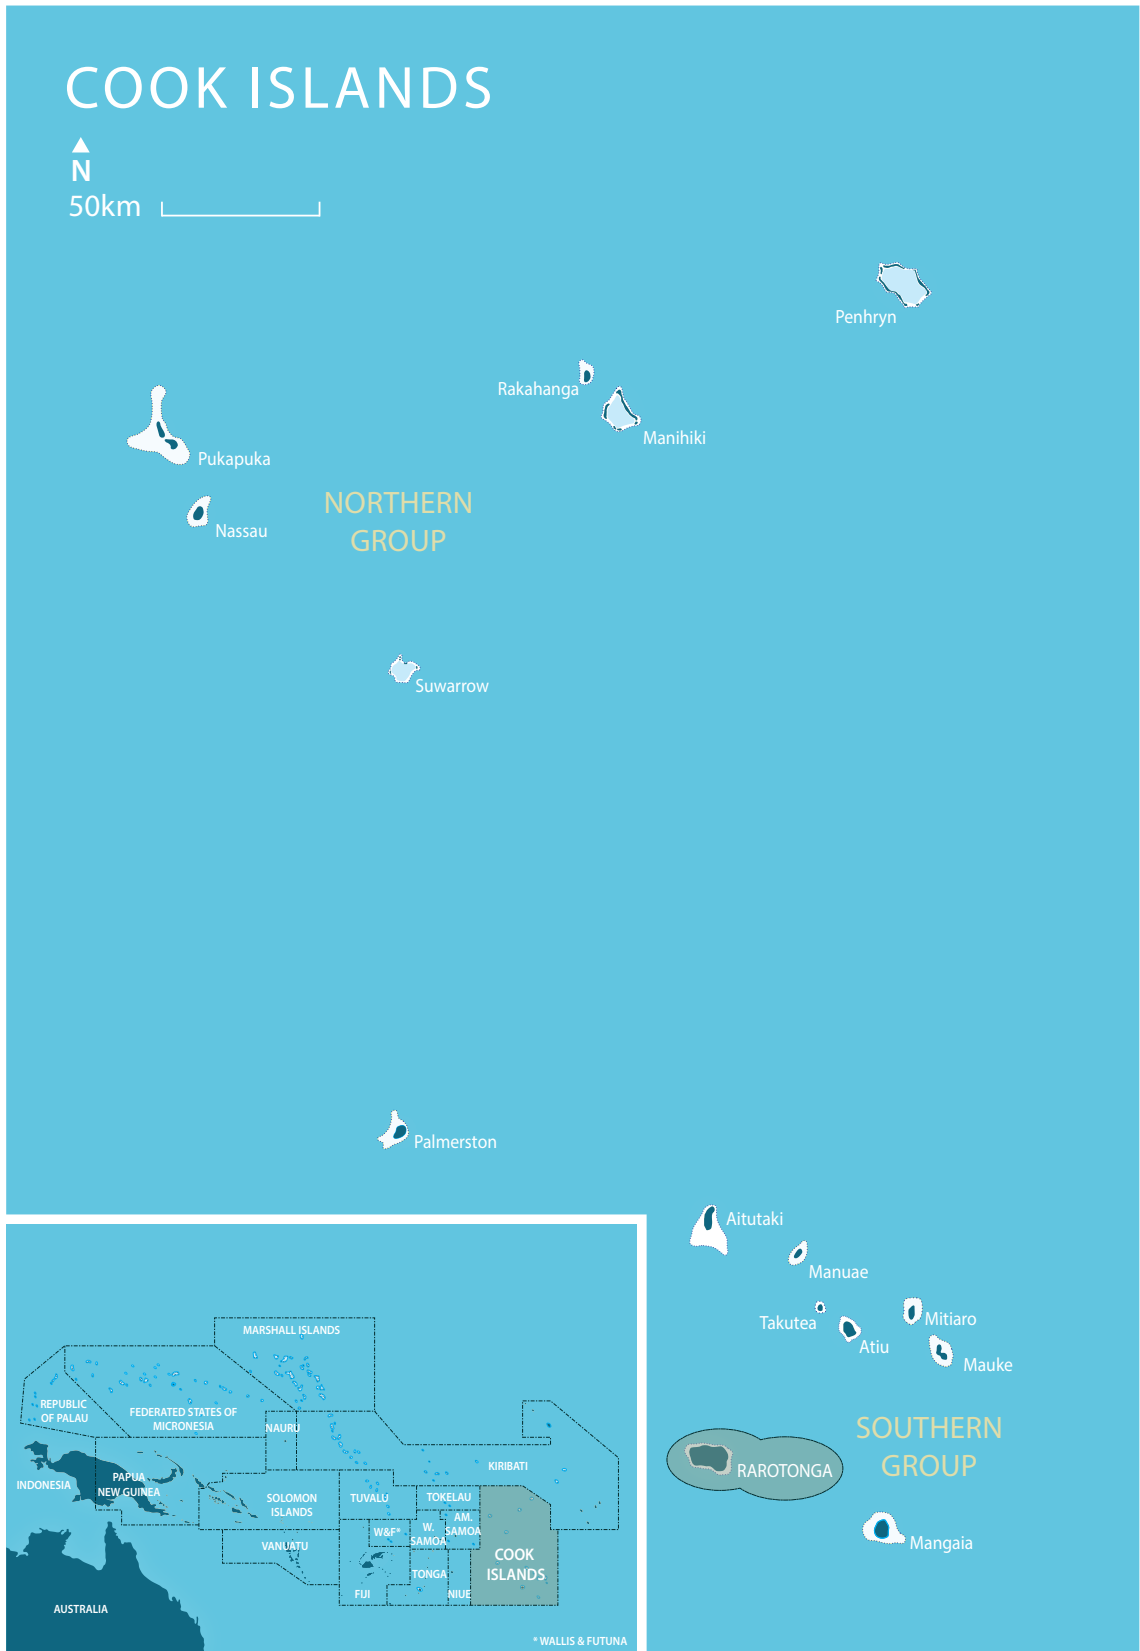 COOK ISLANDS
N
50km
Penhryn
Rakahanga
Manihiki
Pukapuka
NORTHERN
GROUP
Nassau
Suwarrow
Palmerston
Aitutaki
Manuae
Takutea
Mitiaro
Atiu
Mauke
SOUTHERN
GROUP
RAROTONGA
Mangaia
MARSHALL ISLANDS
REPUBLIC
OF PALAU
FEDERATED STATES OF
MICRONESIA
NAURU
KIRIBATI
INDONESIA
PAPUA
NEW GUINEA
SOLOMON
ISLANDS
TUVALU
TOKELAU
W&F*
W.
SAMOA
AM.
SAMOA
VANUATU
COOK
ISLANDS
TONGA
FIJI
NIUE
AUSTRALIA
* WALLIS & FUTUNA